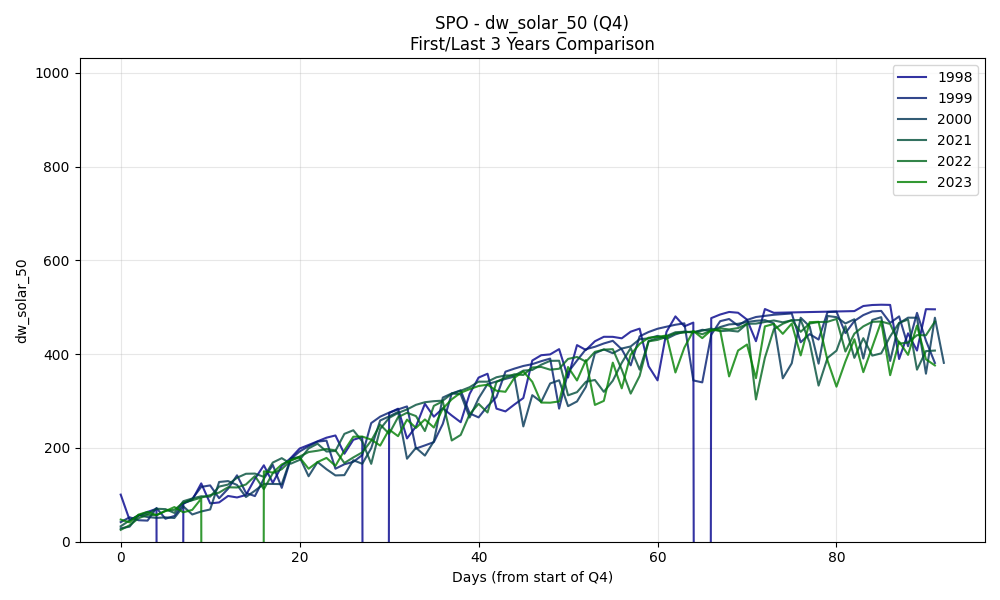 SPO - dw_solar_50 (Q4)
First/Last 3 Years Comparison
1000
800
600
400
200
0
dw_solar_50
0 20 40 60 80
Days (from start of Q4)
1998
1999
2000
2021
2022
2023